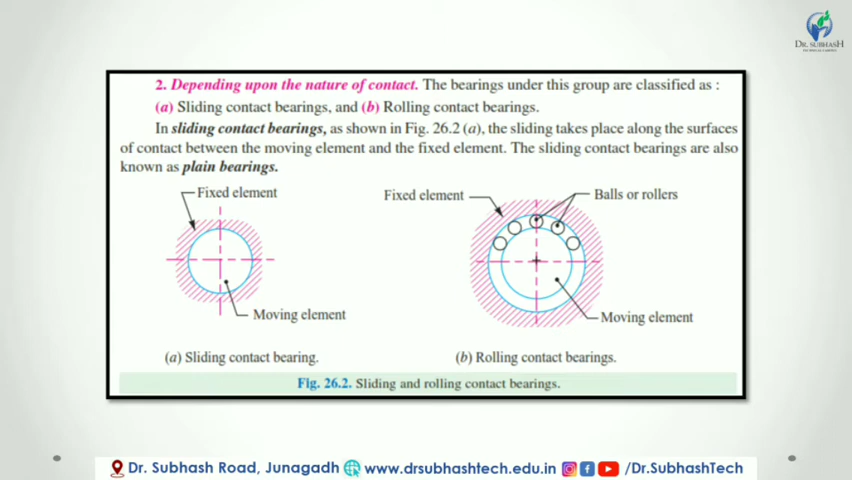 DR. SUBHASH
TECHNICAL CAMPUS
2. Depending upon the nature of contact. The bearings under this group are classified as :
(a) Sliding contact bearings, and (b) Rolling contact bearings.
In sliding contact bearings, as shown in Fig. 26.2 (a), the sliding takes place along the surfaces
of contact between the moving element and the fixed element. The sliding contact bearings are also
known as plain bearings.
Fixed element
Moving element
(a) Sliding contact bearing.
Fixed element
Balls or rollers
Moving element
(b) Rolling contact bearings.
Fig. 26.2. Sliding and rolling contact bearings.
Dr. Subhash Road, Junagadh www.drsubhashtech.edu.in /Dr.SubhashTech